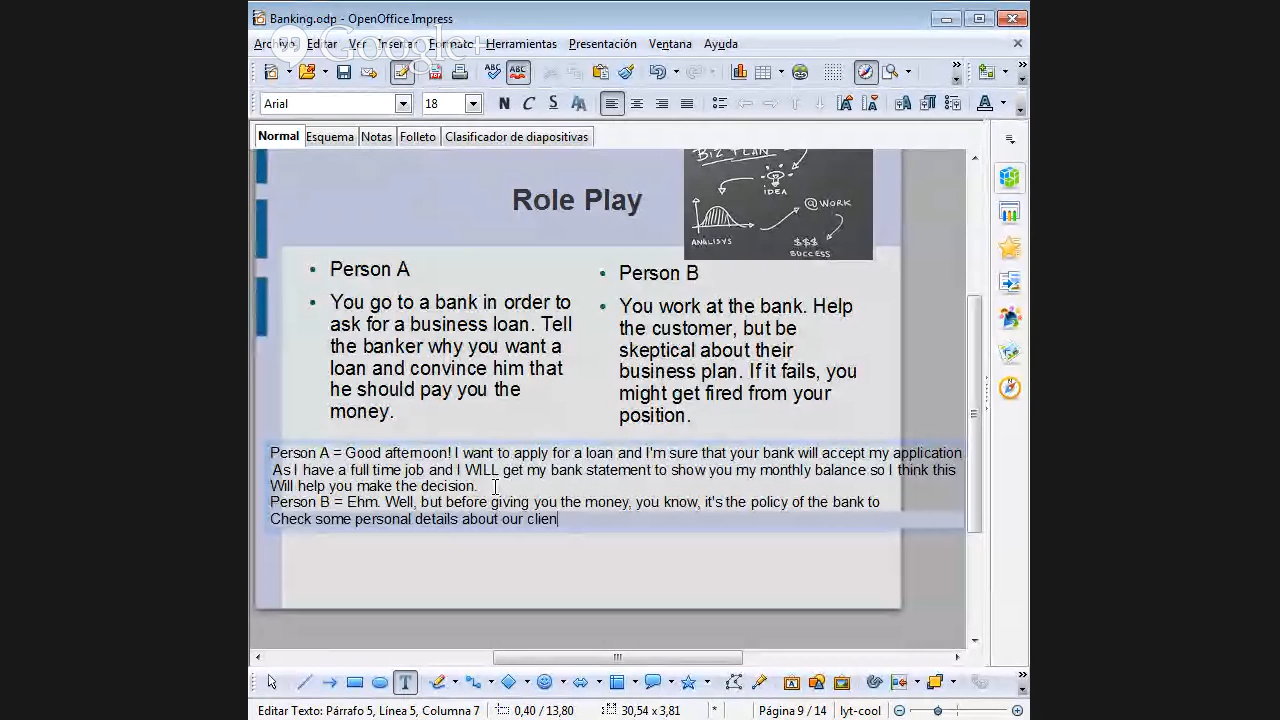 Banking.odp - OpenOffice Impress
Google+
Archivo Editar Ver Insertar Formato Herramientas Presentación Ventana Ayuda
Arial 18 N C S A
Normal Esquema Notas Folleto Clasificador de diapositivas
BIZ PLAN
IDEA
@WORK
ANALISYS
$$$
SUCCESS
Role Play
Person A
You go to a bank in order to
ask for a business loan. Tell
the banker why you want a
loan and convince him that
he should pay you the
money.
Person B
You work at the bank. Help
the customer, but be
skeptical about their
business plan. If it fails, you
might get fired from your
position.
Person A = Good afternoon! I want to apply for a loan and I'm sure that your bank will accept my application
As I have a full time job and I WILL get my bank statement to show you my monthly balance so I think this
Will help you make the decision.
Person B = Ehm. Well, but before giving you the money, you know, it's the policy of the bank to
Check some personal details about our clien
Editar Texto: Párrafo 5, Línea 5, Columna 7 0,40 / 13,80 30,54 x 3,81 * Página 9 / 14 lyt-cool